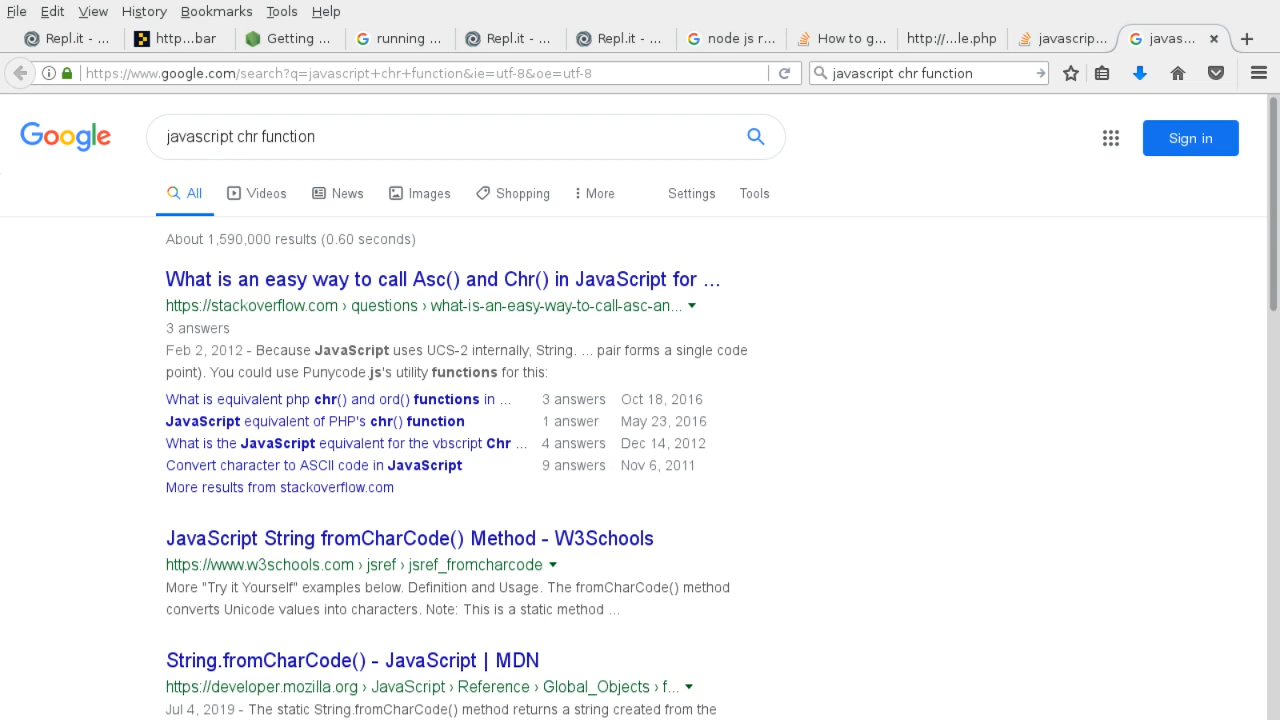 File Edit View History Bookmarks Tools Help
Repl.it - ... http...bar Getting ... running ... Repl.it - ... Repl.it - ... node js r... How to g... http:/...le.php javascrip... javas...
https://www.google.com/search?q=javascript+chr+function&ie=utf-8&oe=utf-8 javascript chr function
Google javascript chr function Sign in
All Videos News Images Shopping More Settings Tools
About 1,590,000 results (0.60 seconds)
What is an easy way to call Asc() and Chr() in JavaScript for ...
https://stackoverflow.com › questions › what-is-an-easy-way-to-call-asc-an...
3 answers
Feb 2, 2012 - Because JavaScript uses UCS-2 internally, String. ... pair forms a single code
point). You could use Punycode.js's utility functions for this:
What is equivalent php chr() and ord() functions in ... 3 answers Oct 18, 2016
JavaScript equivalent of PHP's chr() function 1 answer May 23, 2016
What is the JavaScript equivalent for the vbscript Chr ... 4 answers Dec 14, 2012
Convert character to ASCII code in JavaScript 9 answers Nov 6, 2011
More results from stackoverflow.com
JavaScript String fromCharCode() Method - W3Schools
https://www.w3schools.com › jsref › jsref_fromcharcode
More "Try it Yourself" examples below. Definition and Usage. The fromCharCode() method
converts Unicode values into characters. Note: This is a static method ...
String.fromCharCode() - JavaScript | MDN
https://developer.mozilla.org › JavaScript › Reference › Global_Objects › f...
Jul 4, 2019 - The static String.fromCharCode() method returns a string created from the